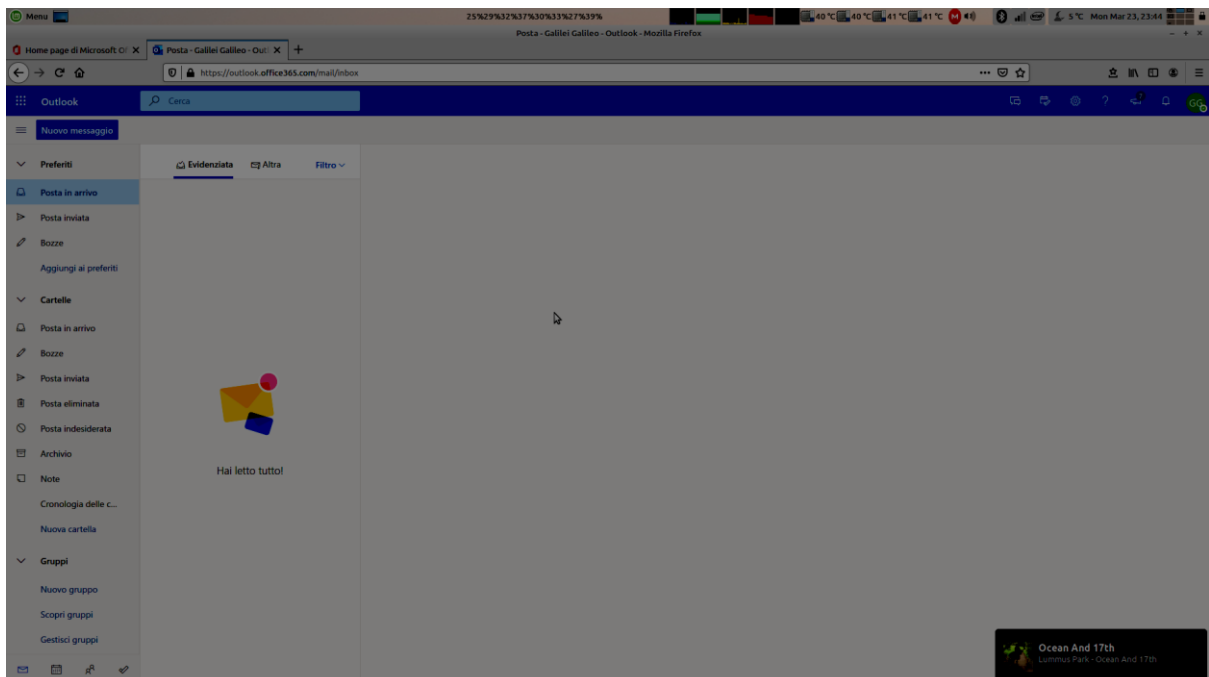 Menu
25%29%32%37%30%33%27%39%
40 °C 40 °C 41 °C 41 °C
5 °C Mon Mar 23, 23:44
Posta - Galilei Galileo - Outlook - Mozilla Firefox
Home page di Microsoft Of
Posta - Galilei Galileo - Out
https://outlook.office365.com/mail/inbox
Outlook
Cerca
GG
Nuovo messaggio
Preferiti
Posta in arrivo
Posta inviata
Bozze
Aggiungi ai preferiti
Cartelle
Posta in arrivo
Bozze
Posta inviata
Posta eliminata
Posta indesiderata
Archivio
Note
Cronologia delle c...
Nuova cartella
Gruppi
Nuovo gruppo
Scopri gruppi
Gestisci gruppi
Evidenziata
Altra
Filtro
Hai letto tutto!
Ocean And 17th
Lummus Park - Ocean And 17th